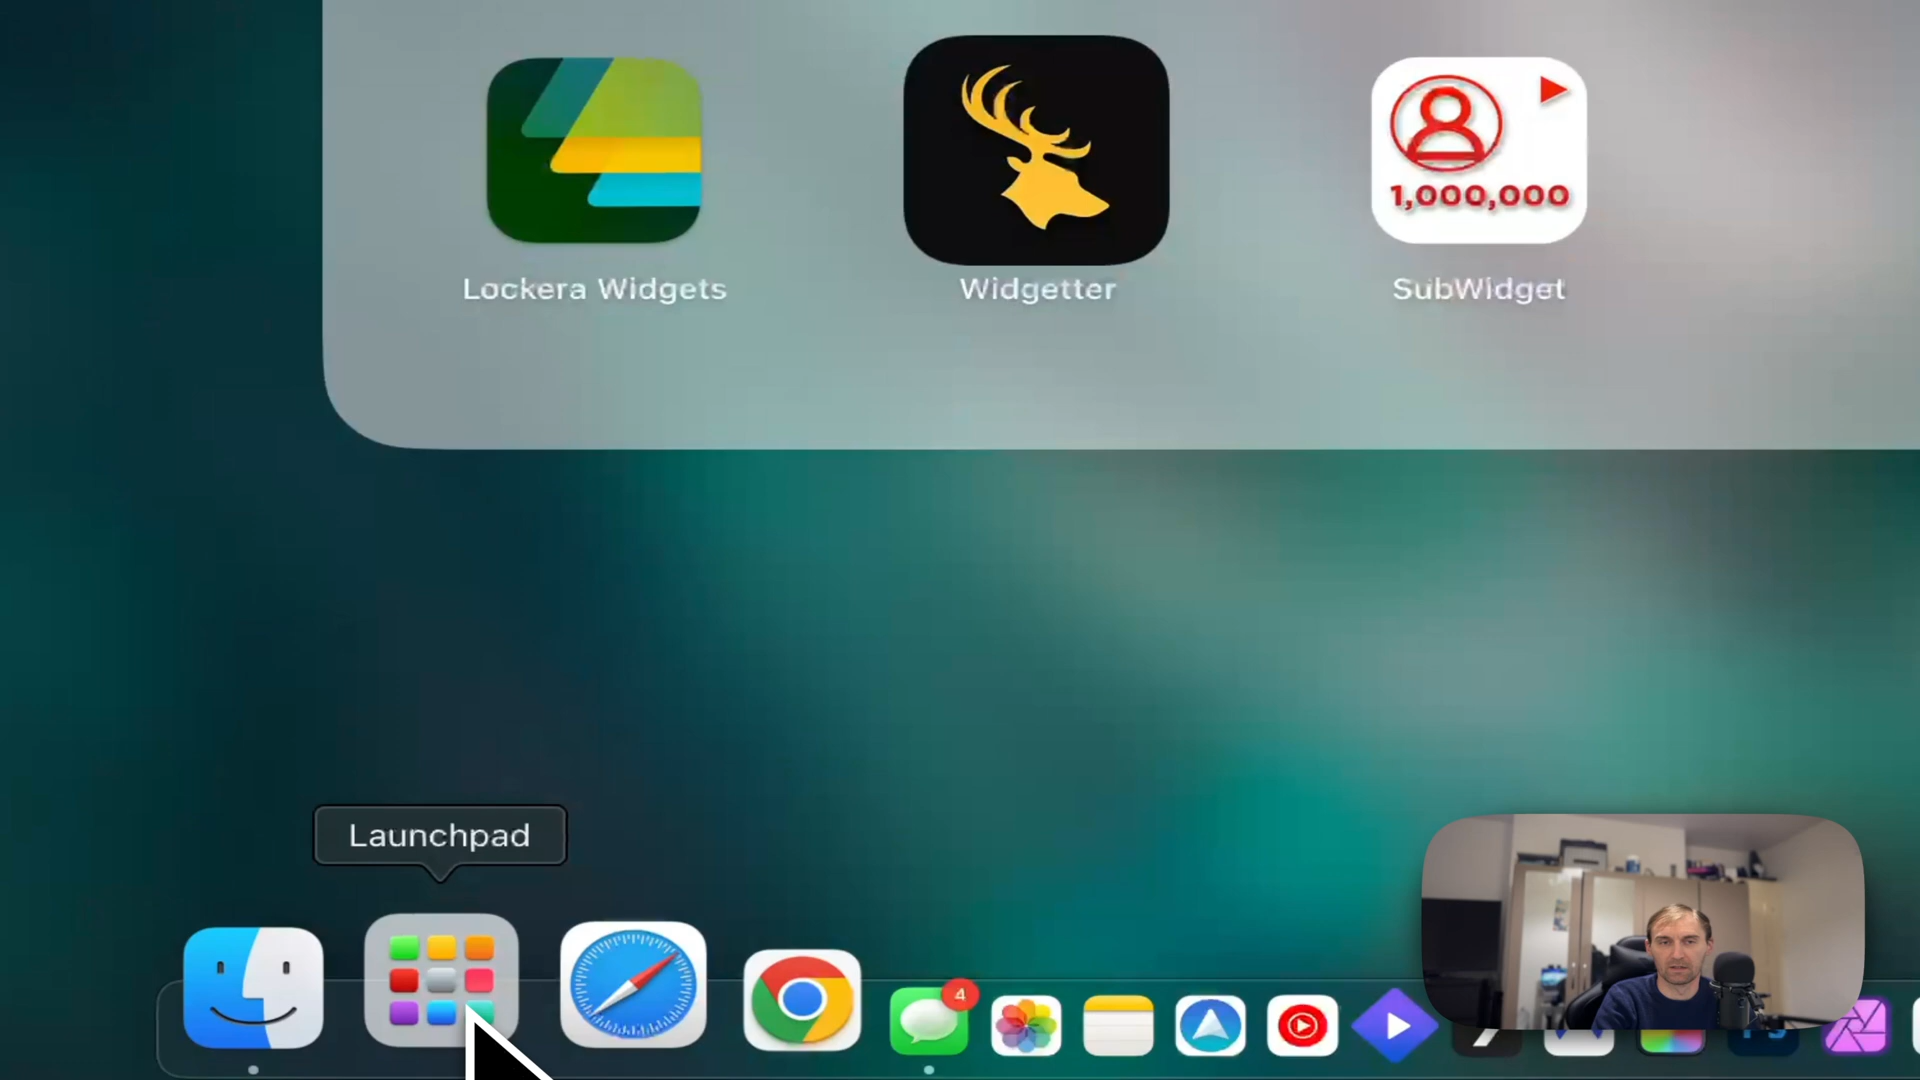 1,000,000
Lockera Widgets
Widgetter
SubWidget
Launchpad
4